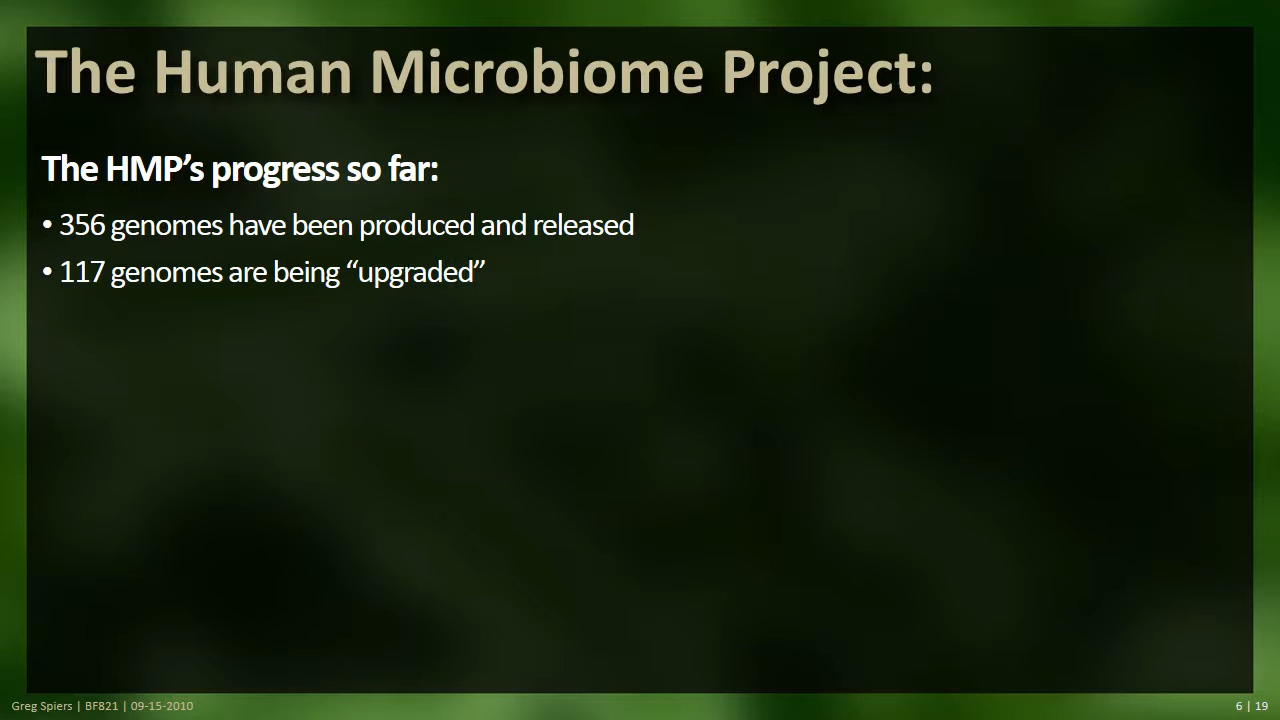 The Human Microbiome Project:
The HMP’s progress so far:
• 356 genomes have been produced and released
• 117 genomes are being “upgraded”
Greg Spiers | BF821 | 09-15-2010
6 | 19